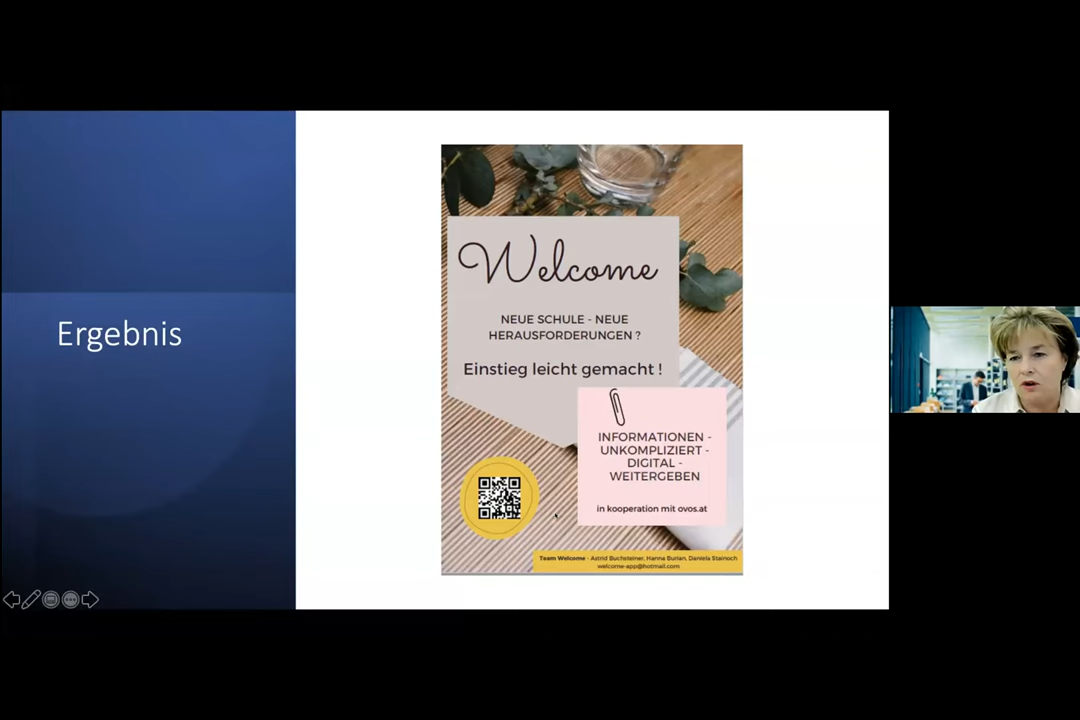 Ergebnis
Welcome
NEUE SCHULE - NEUE
HERAUSFORDERUNGEN ?
Einstieg leicht gemacht !
INFORMATIONEN -
UNKOMPLIZIERT -
DIGITAL -
WEITERGEBEN
in kooperation mit ovos.at
Team Welcome - Astrid Buchsteiner, Hanna Burian, Daniela Stainoch
welcome-app@hotmail.com